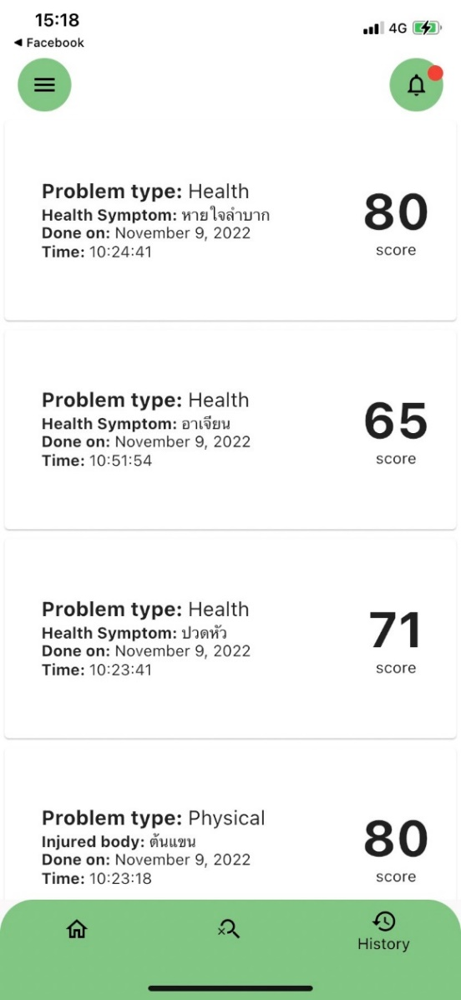 15:18
4G
◀ Facebook
Problem type: Health
Health Symptom: หายใจลำบาก
Done on: November 9, 2022
Time: 10:24:41
80
score
Problem type: Health
Health Symptom: อาเจียน
Done on: November 9, 2022
Time: 10:51:54
65
score
Problem type: Health
Health Symptom: ปวดหัว
Done on: November 9, 2022
Time: 10:23:41
71
score
Problem type: Physical
Injured body: ต้นแขน
Done on: November 9, 2022
Time: 10:23:18
80
score
History